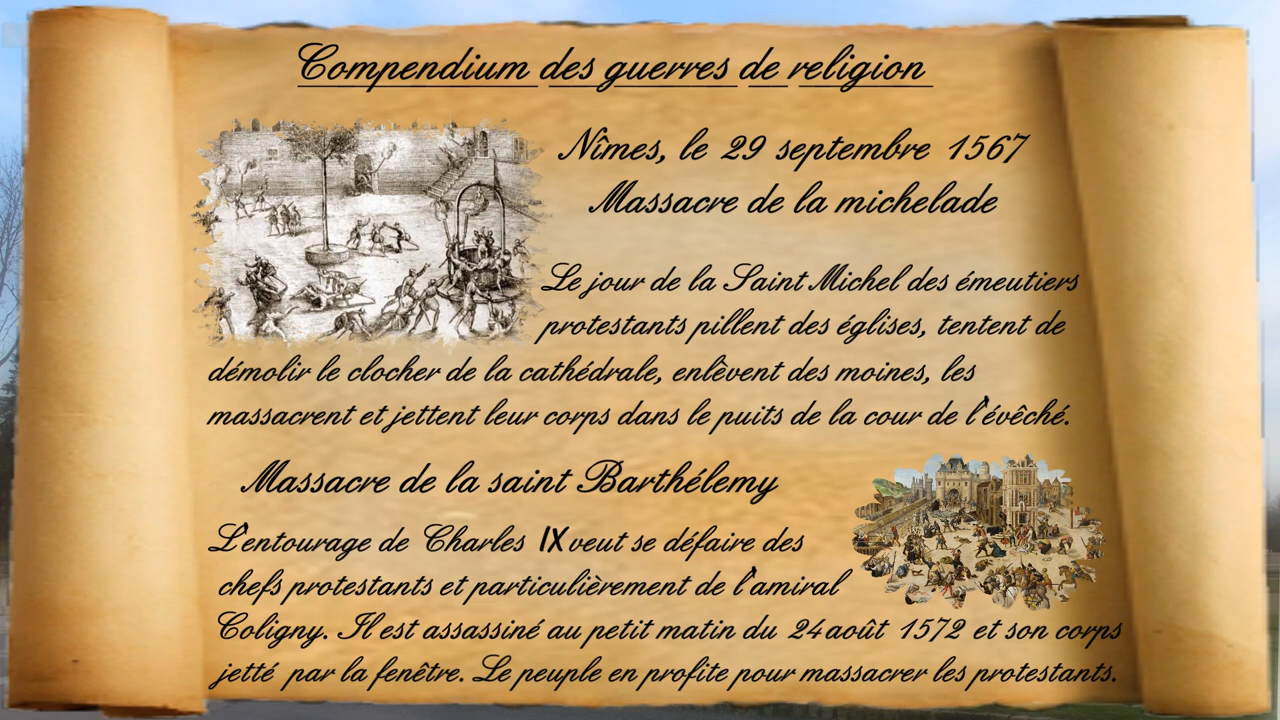 Compendium des guerres de religion
Nîmes, le 29 septembre 1567
Massacre de la michelade
Le jour de la Saint Michel des émeutiers
protestants pillent des églises, tentent de
démolir le clocher de la cathédrale, enlèvent des moines, les
massacrent et jettent leur corps dans le puits de la cour de l'évêché.
Massacre de la saint Barthélemy
L'entourage de Charles IX veut se défaire des
chefs protestants et particulièrement de l'amiral
Coligny. Il est assassiné au petit matin du 24 août 1572 et son corps
jetté par la fenêtre. Le peuple en profite pour massacrer les protestants.